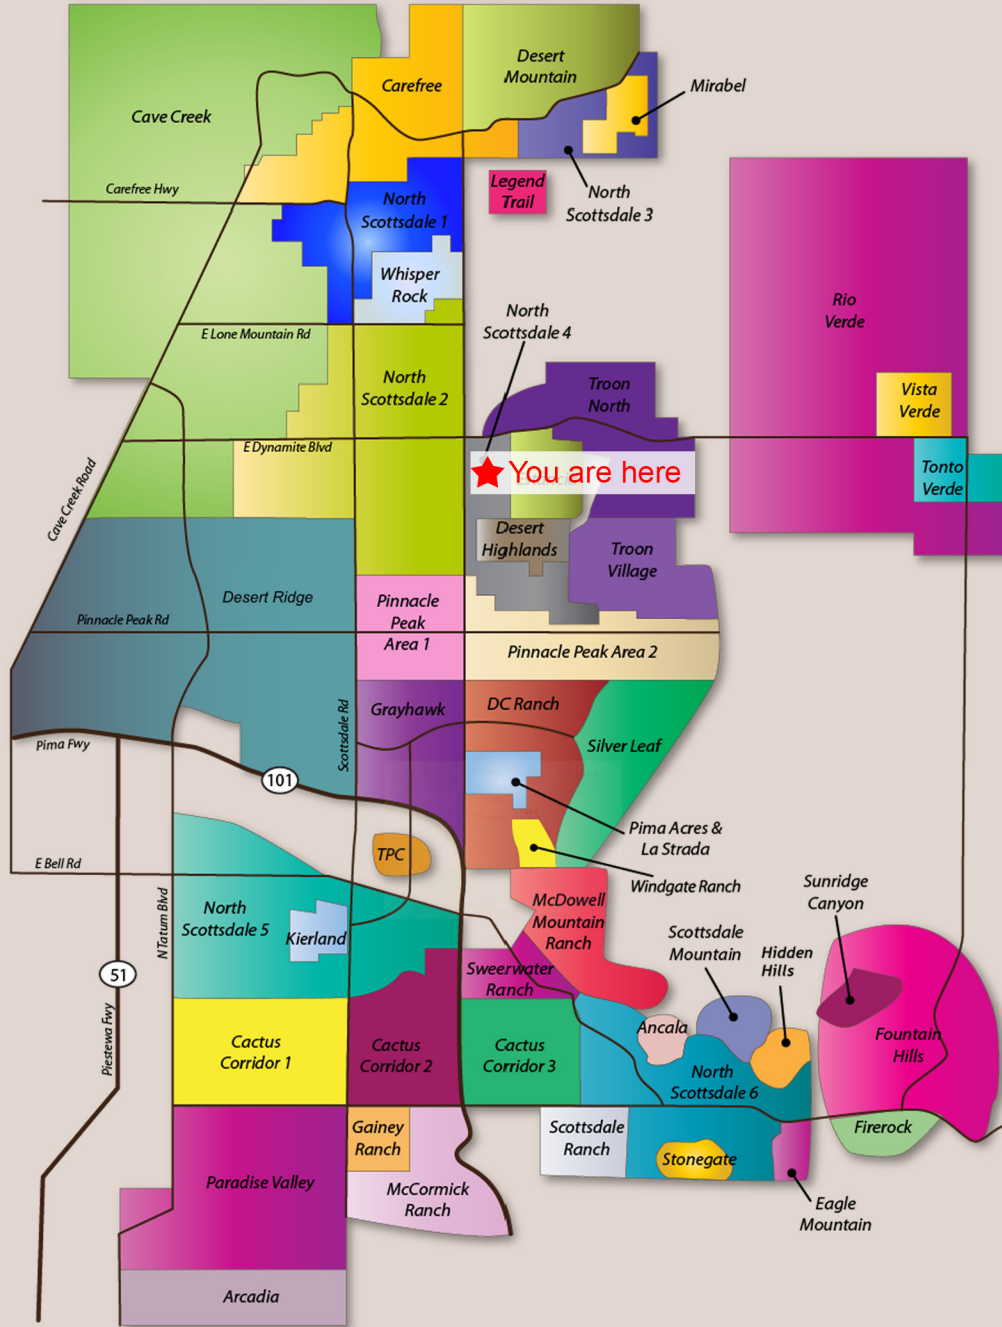 Desert
Mountain
Carefree
Mirabel
Cave Creek
Legend
Trail
Carefree Hwy
North
Scottsdale 3
North
Scottsdale 1
Whisper
Rock
Rio
Verde
North
Scottsdale 4
E Lone Mountain Rd
North
Scottsdale 2
Troon
North
Vista
Verde
E Dynamite Blvd
You are here
Tonto
Verde
Cave Creek Road
Desert
Highlands
Troon
Village
Desert Ridge
Pinnacle
Peak
Area 1
Pinnacle Peak Rd
Pinnacle Peak Area 2
Grayhawk
DC Ranch
Scottsdale Rd
Silver Leaf
Pima Fwy
101
Pima Acres &
La Strada
TPC
E Bell Rd
Windgate Ranch
Sunridge
Canyon
McDowell
Mountain
Ranch
N Tatum Blvd
North
Scottsdale 5
Kierland
Scottsdale
Mountain
Hidden
Hills
51
Sweerwater
Ranch
Piestewa Fwy
Ancala
Fountain
Hills
Cactus
Corridor 1
Cactus
Corridor 2
Cactus
Corridor 3
North
Scottsdale 6
Gainey
Ranch
Scottsdale
Ranch
Firerock
Stonegate
Paradise Valley
McCormick
Ranch
Eagle
Mountain
Arcadia